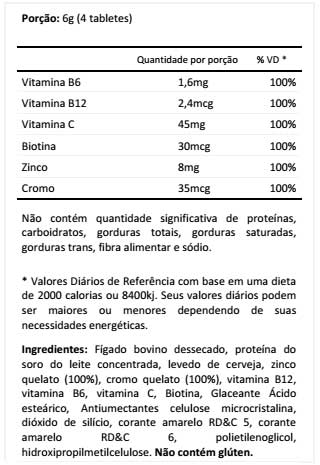 Porção: 6g (4 tabletes)
Quantidade por porção % VD *
Vitamina B6 1,6mg 100%
Vitamina B12 2,4mcg 100%
Vitamina C 45mg 100%
Biotina 30mcg 100%
Zinco 8mg 100%
Cromo 35mcg 100%
Não contém quantidade significativa de proteínas,
carboidratos, gorduras totais, gorduras saturadas,
gorduras trans, fibra alimentar e sódio.
* Valores Diários de Referência com base em uma dieta
de 2000 calorias ou 8400kj. Seus valores diários podem
ser maiores ou menores dependendo de suas
necessidades energéticas.
Ingredientes: Fígado bovino dessecado, proteína do
soro do leite concentrada, levedo de cerveja, zinco
quelato (100%), cromo quelato (100%), vitamina B12,
vitamina B6, vitamina C, Biotina, Glaceante Ácido
esteárico, Antiumectantes celulose microcristalina,
dióxido de silício, corante amarelo RD&C 5, corante
amarelo RD&C 6, polietilenoglicol,
hidroxipropilmetilcelulose. Não contém glúten.